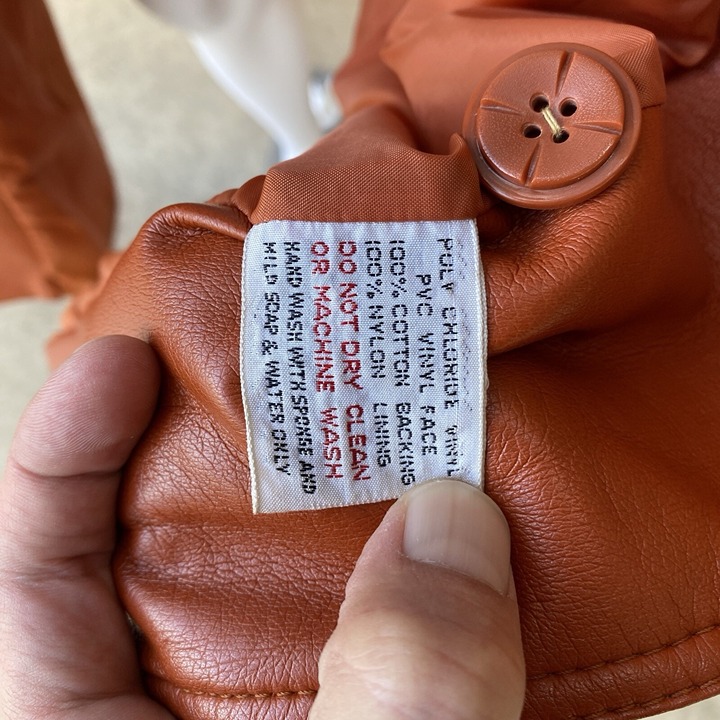 POLY CHLORIDE VINYL
PVC VINYL FACE
100% COTTON BACKING
100% NYLON LINING
DO NOT DRY CLEAN
OR MACHINE WASH
HAND WASH WITH SPONGE AND
MILD SOAP & WATER ONLY